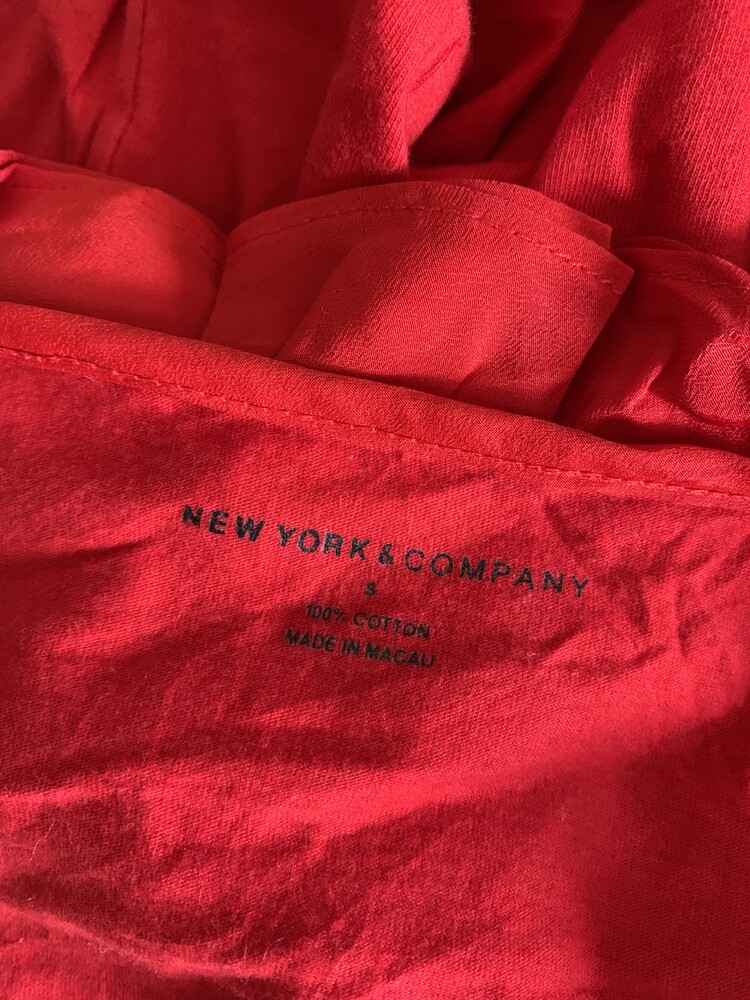 NEW YORK & COMPANY
S
100% COTTON
MADE IN MACAU